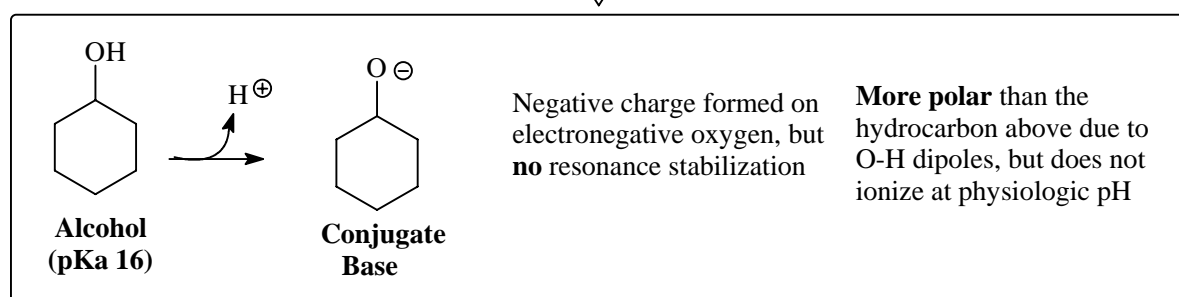 OH
H⊕
O⊖
Alcohol
(pKa 16)
Conjugate
Base
Negative charge formed on
electronegative oxygen, but
no resonance stabilization
More polar than the
hydrocarbon above due to
O-H dipoles, but does not
ionize at physiologic pH